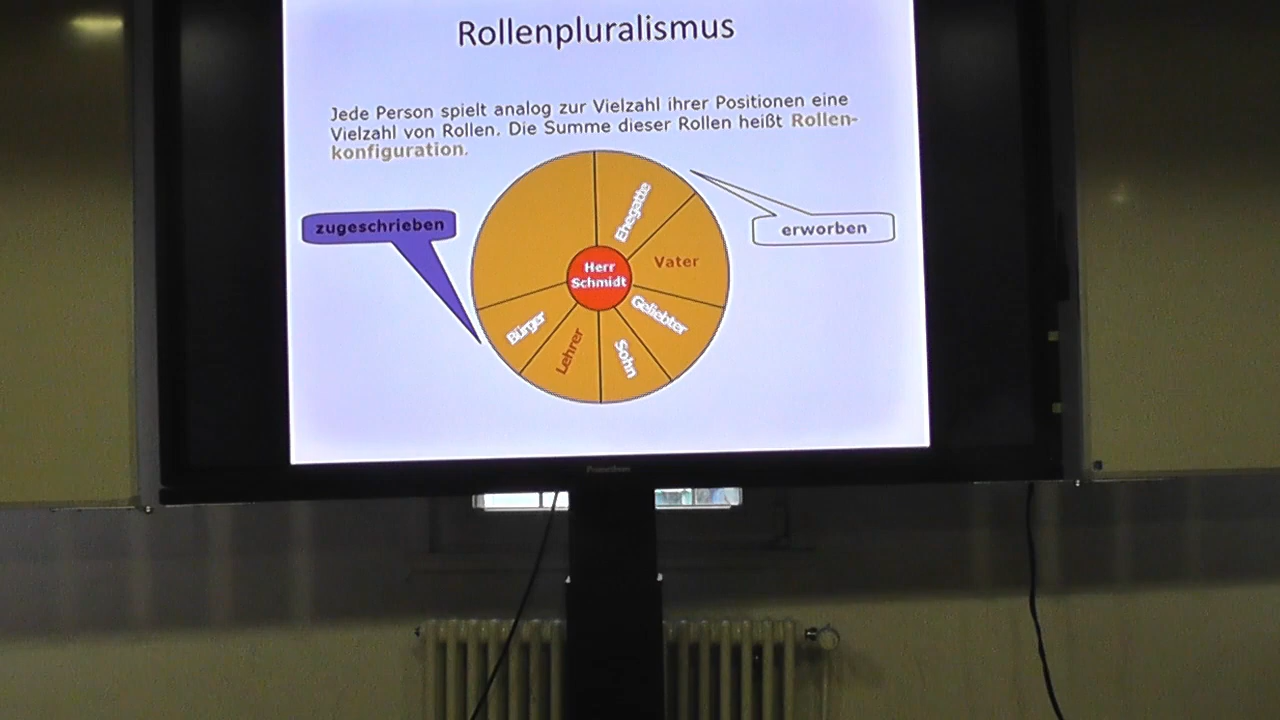 Rollenpluralismus
Jede Person spielt analog zur Vielzahl ihrer Positionen eine
Vielzahl von Rollen. Die Summe dieser Rollen heißt Rollen-
konfiguration.
zugeschrieben
erworben
Ehegatte
Vater
Herr
Schmidt
Geliebter
Bürger
Lehrer
Sohn
Promethean